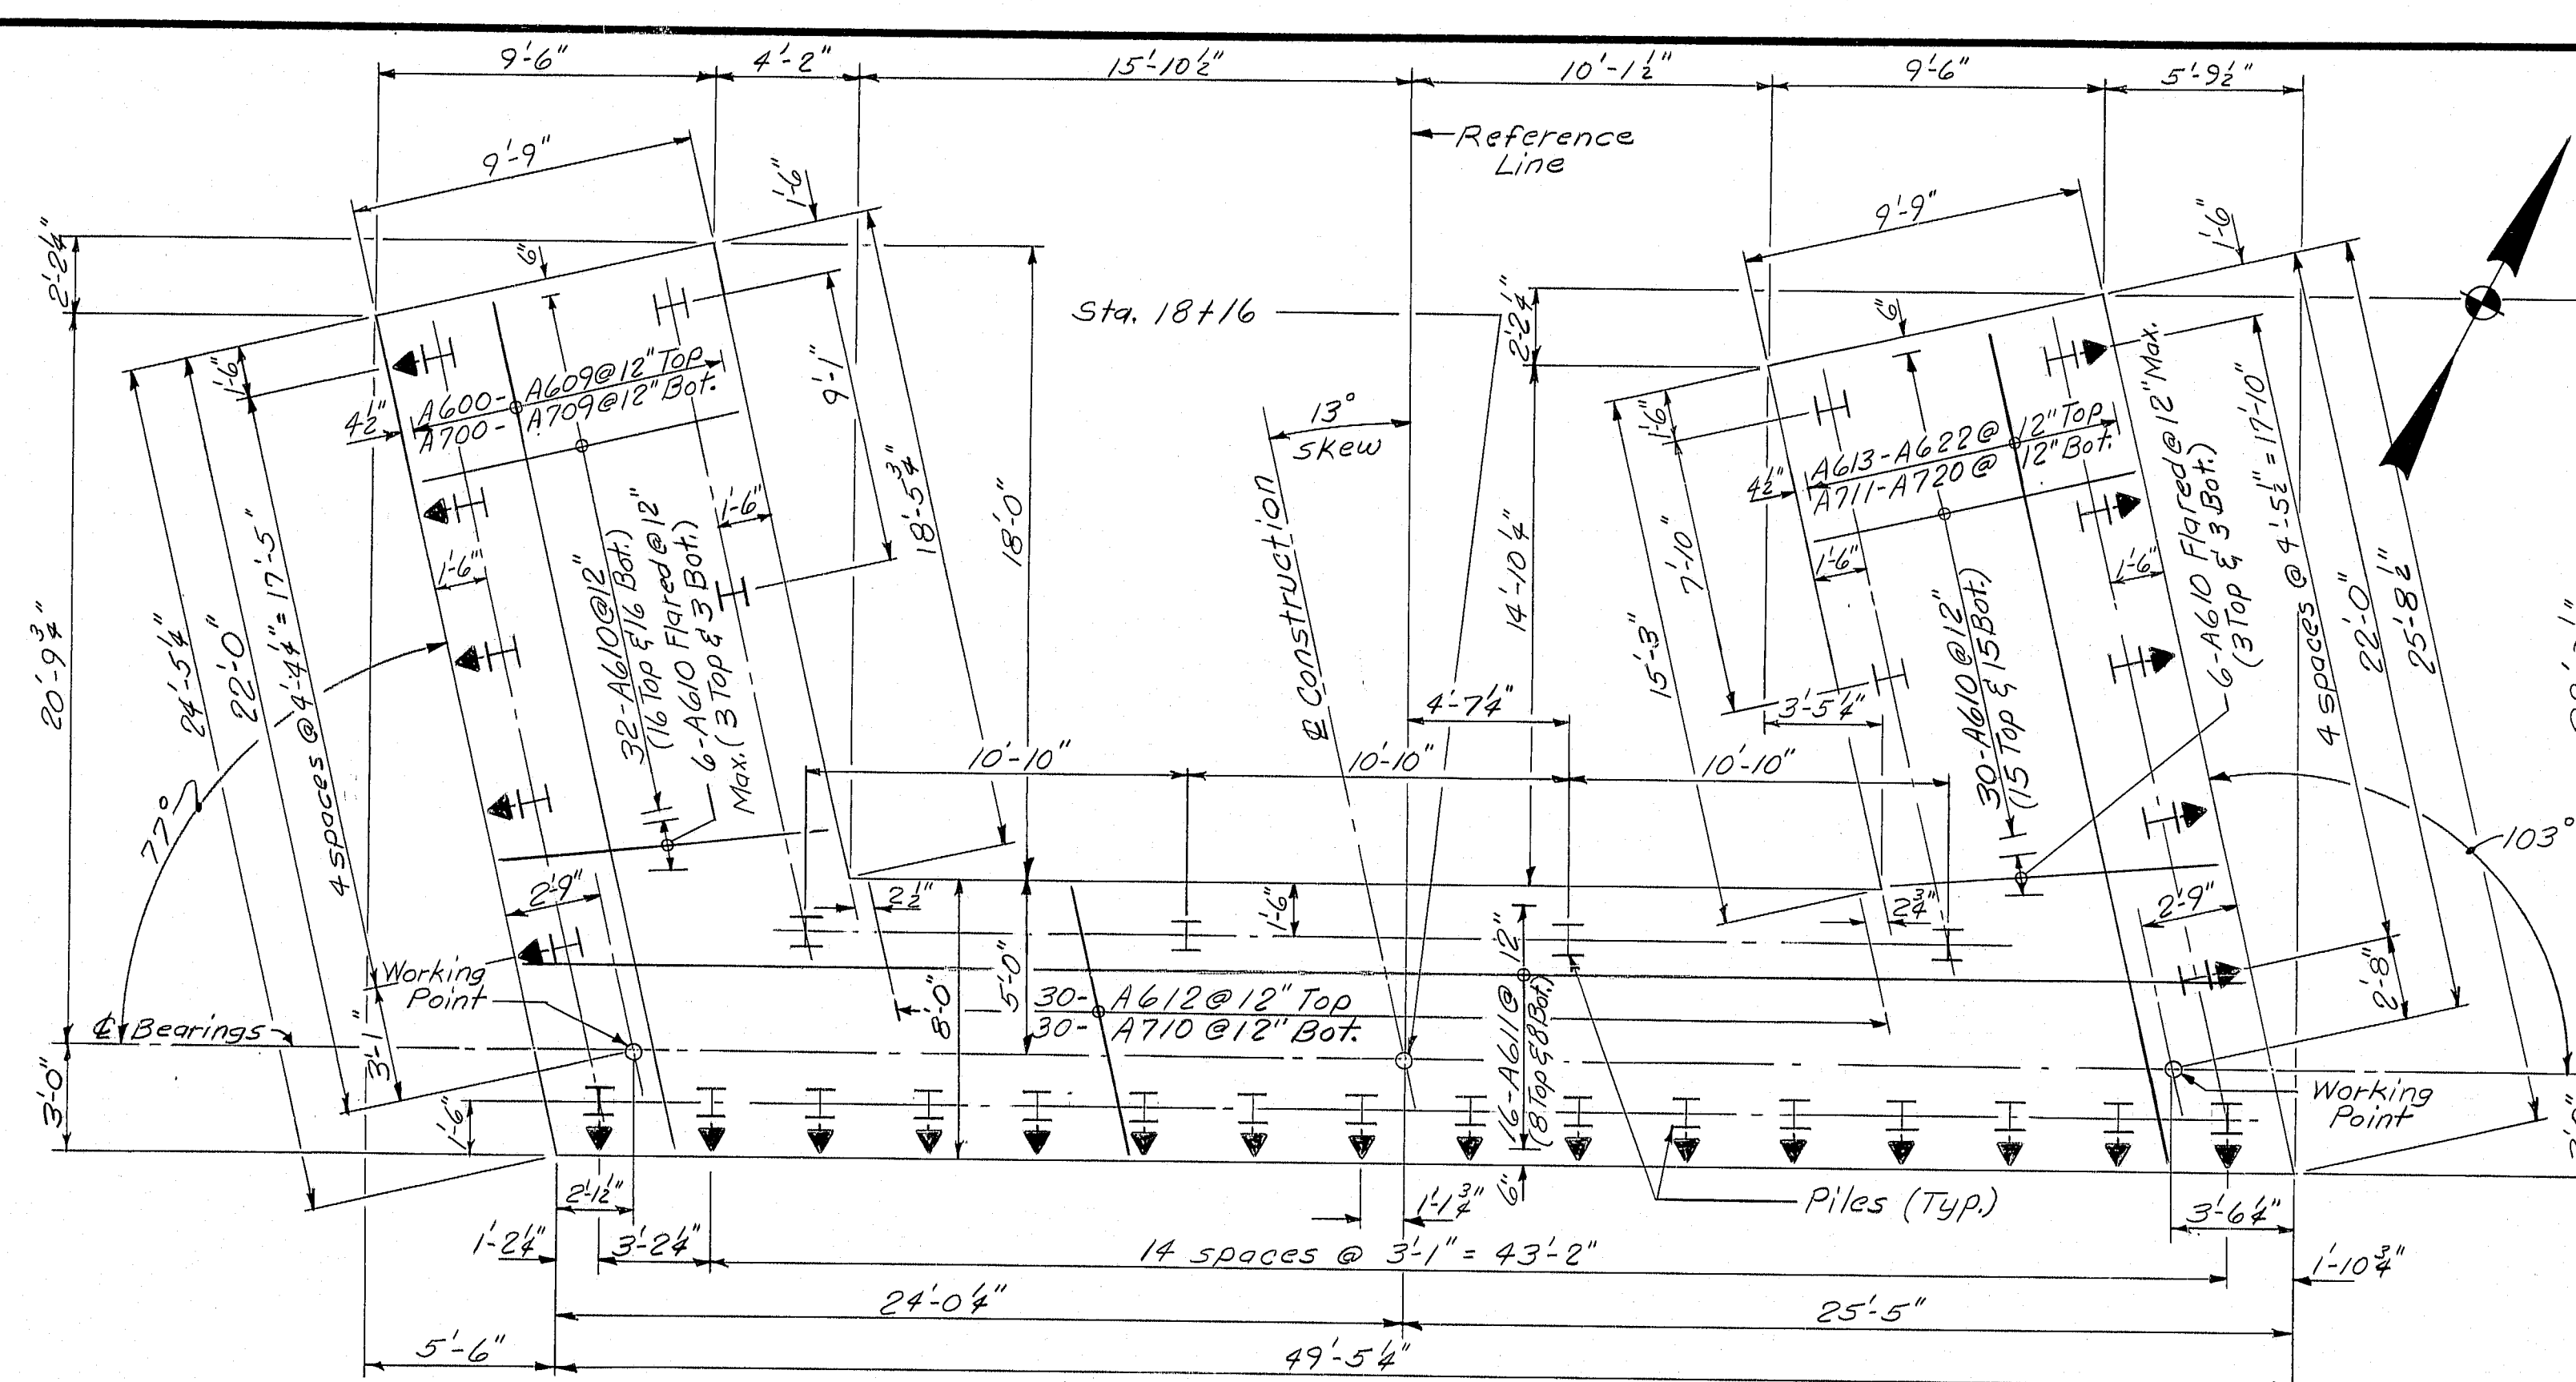 9'-6"
4'-2"
15'-10½"
10'-1½"
9'-6"
5'-9½"
Reference
Line
9'-9"
1'-6"
9'-9"
1'-6"
2'-2¼"
6"
Sta. 18+16
2'-2¼"
6"
1'-6"
4½"
A600-A609@12" Top
A700-A709@12" Bot.
9'-1"
18'-5¾"
18'-0"
13°
Skew
1'-6"
4½"
A613-A622@12" Top
A711-A720@12" Bot.
6-A610 Flared@12" Max.
(3 Top & 3 Bot.)
4 spaces @ 4'-5½" = 17'-10"
22'-0"
25'-8½"
1'-6"
1'-6"
32-A610@12"
(16 Top & 16 Bot.)
6-A610 Flared@12"
Max. (3 Top & 3 Bot.)
℄ Construction
14'-10¼"
7'-10"
15'-3"
1'-6"
1'-6"
30-A610@12"
(15 Top & 15 Bot.)
20'-9¾"
24'-5¼"
22'-0"
4 spaces @ 4'-4¼" = 17'-5"
77°
4'-7¼"
3'-5¼"
10'-10"
10'-10"
10'-10"
103°
2'-9"
2½"
1'-6"
2¾"
2'-9"
2'-8"
Working
Point
℄ Bearings
3'-1"
8'-0"
5'-0"
30-A612@12" Top
30-A710@12" Bot.
16-A611@12"
(8 Top & 8 Bot.)
3'-0"
1'-6"
Working
Point
2'-1½"
1'-1¾"
6"
Piles (Typ.)
3'-6¼"
1'-2¼"
3'-2¼"
14 spaces @ 3'-1" = 43'-2"
1'-10¾"
24'-0¼"
25'-5"
5'-6"
49'-5¼"